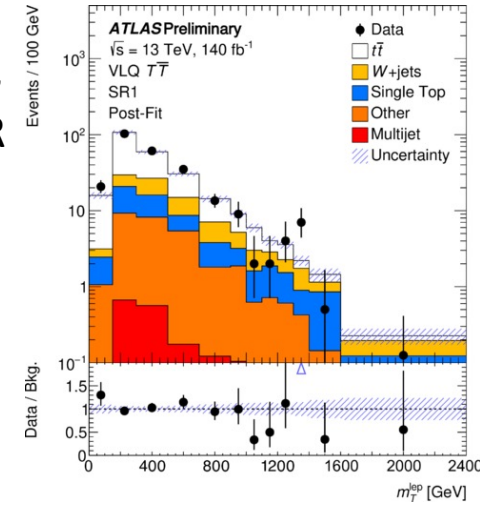 R
Events / 100 GeV
ATLAS Preliminary
√s = 13 TeV, 140 fb⁻¹
VLQ TT̅
SR1
Post-Fit
Data
tt̅
W+jets
Single Top
Other
Multijet
Uncertainty
10³
10²
10
1
10⁻¹
Data / Bkg.
1.5
1
0.5
0
0 400 800 1200 1600 2000 2400
m_T^lep [GeV]